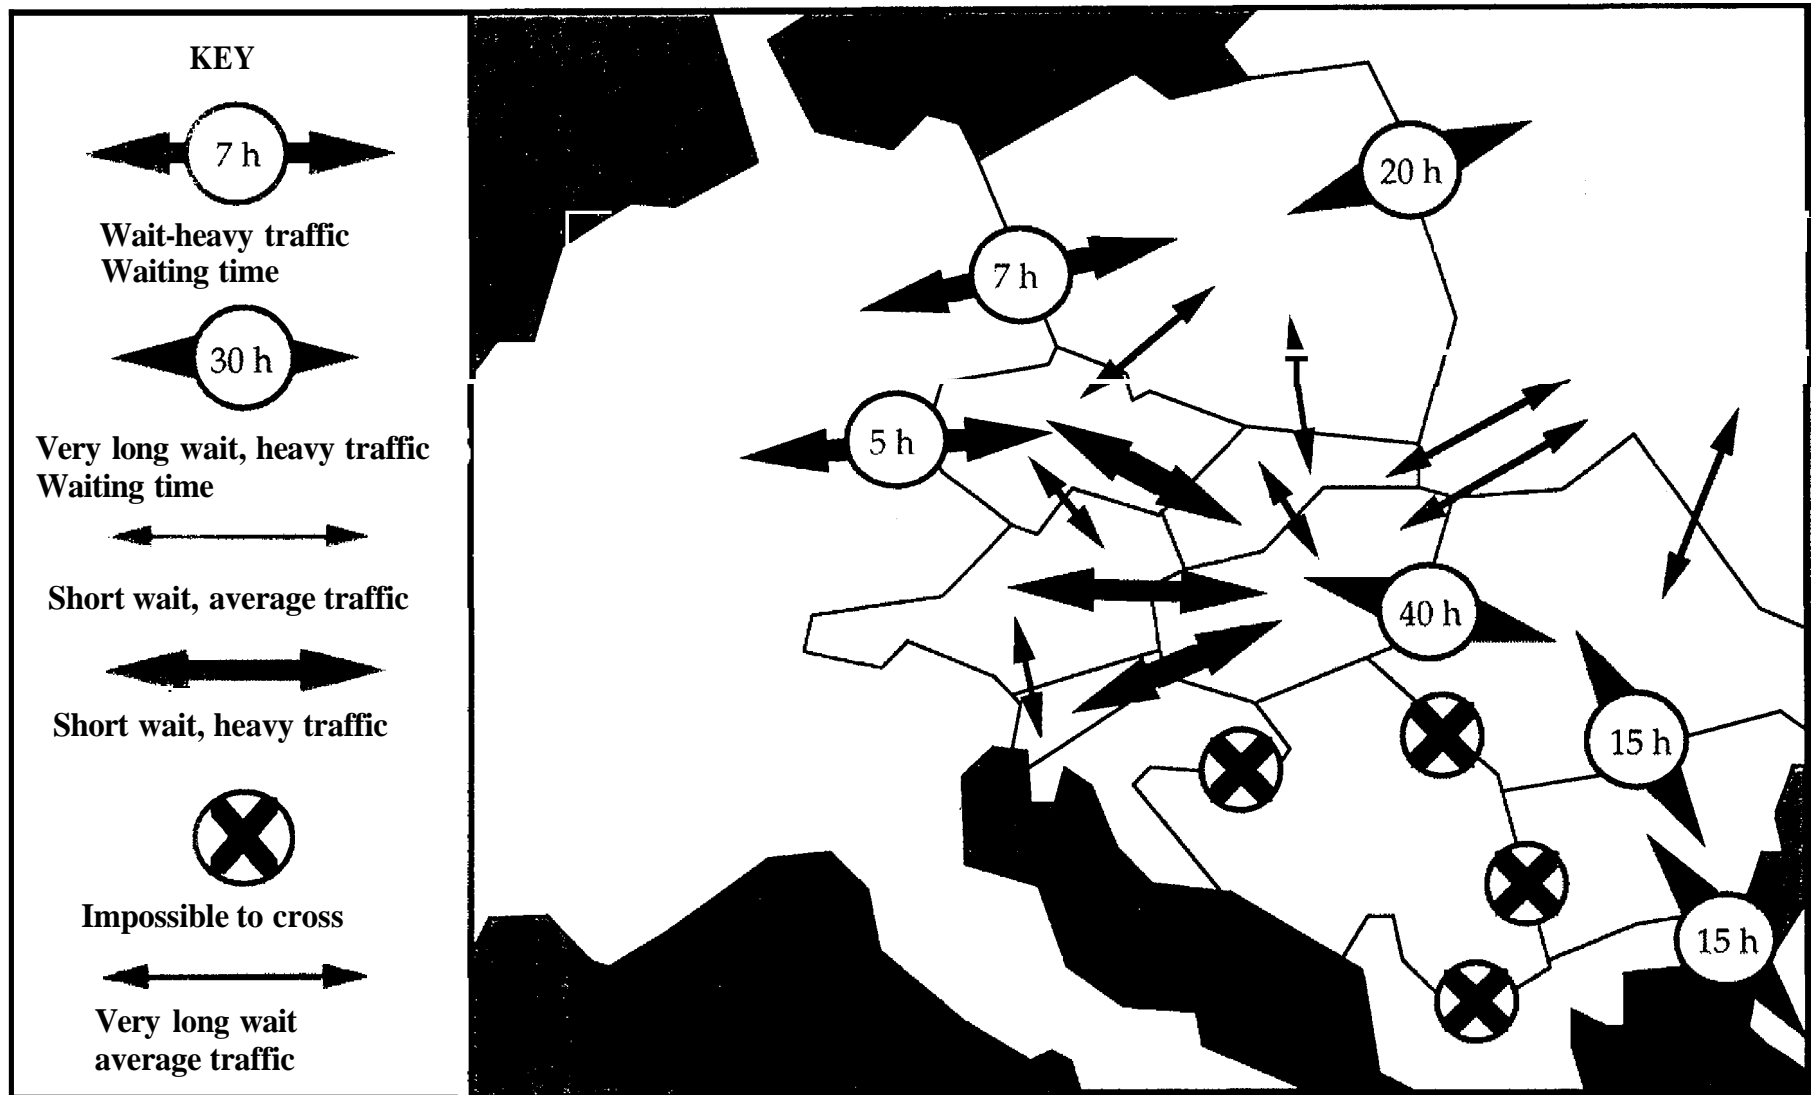 KEY
7 h
Wait-heavy traffic
Waiting time
30 h
Very long wait, heavy traffic
Waiting time
Short wait, average traffic
Short wait, heavy traffic
Impossible to cross
Very long wait
average traffic
20 h
7 h
5 h
40 h
15 h
15 h